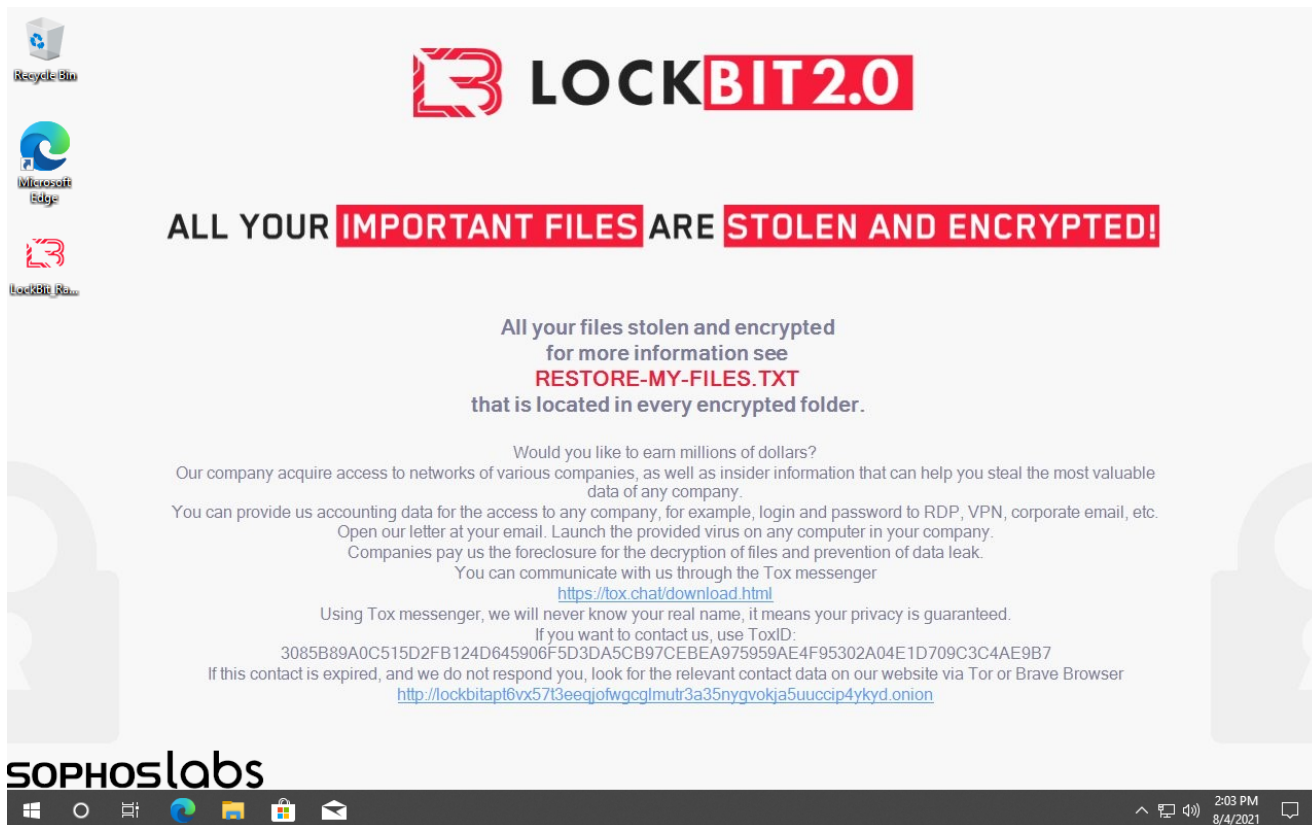 Recycle Bin
LOCKBIT 2.0
Microsoft
Edge
ALL YOUR IMPORTANT FILES ARE STOLEN AND ENCRYPTED!
LockBit_Ra...
All your files stolen and encrypted
for more information see
RESTORE-MY-FILES.TXT
that is located in every encrypted folder.
Would you like to earn millions of dollars?
Our company acquire access to networks of various companies, as well as insider information that can help you steal the most valuable
data of any company.
You can provide us accounting data for the access to any company, for example, login and password to RDP, VPN, corporate email, etc.
Open our letter at your email. Launch the provided virus on any computer in your company.
Companies pay us the foreclosure for the decryption of files and prevention of data leak.
You can communicate with us through the Tox messenger
https://tox.chat/download.html
Using Tox messenger, we will never know your real name, it means your privacy is guaranteed.
If you want to contact us, use ToxID:
3085B89A0C515D2FB124D645906F5D3DA5CB97CEBEA975959AE4F95302A04E1D709C3C4AE9B7
If this contact is expired, and we do not respond you, look for the relevant contact data on our website via Tor or Brave Browser
http://lockbitapt6vx57t3eeqjofwgcglmutr3a35nygvokja5uuccip4ykyd.onion
SOPHOSlabs
2:03 PM
8/4/2021